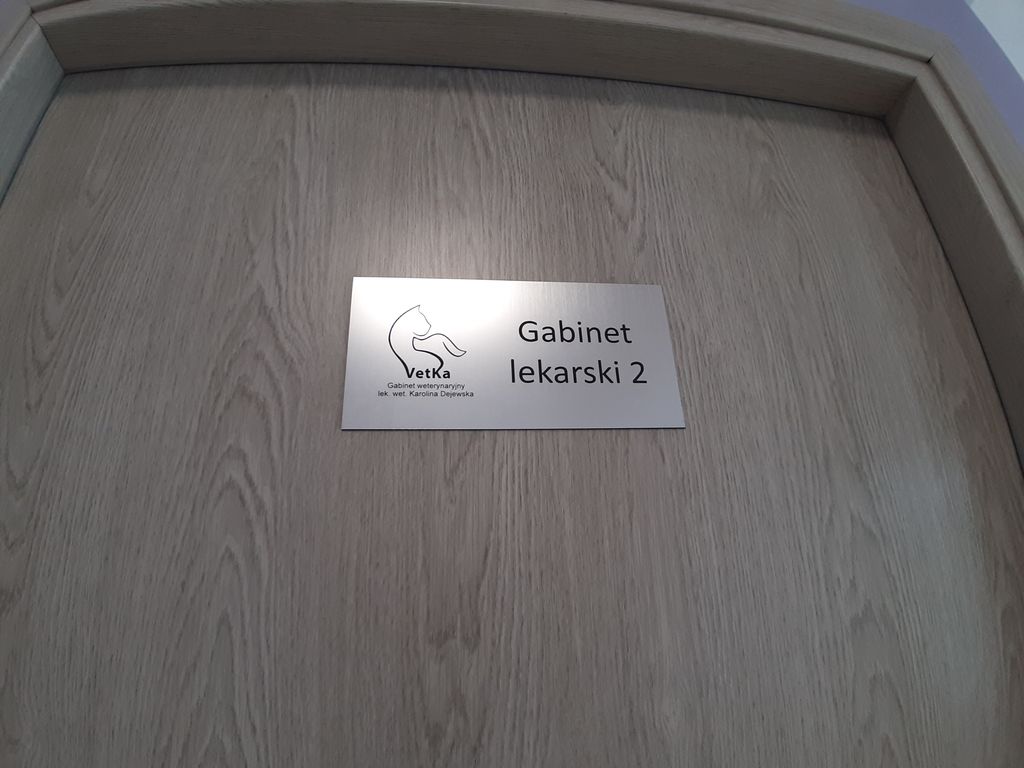 VetKa
Gabinet weterynaryjny
lek. wet. Karolina Dejewska
Gabinet
lekarski 2